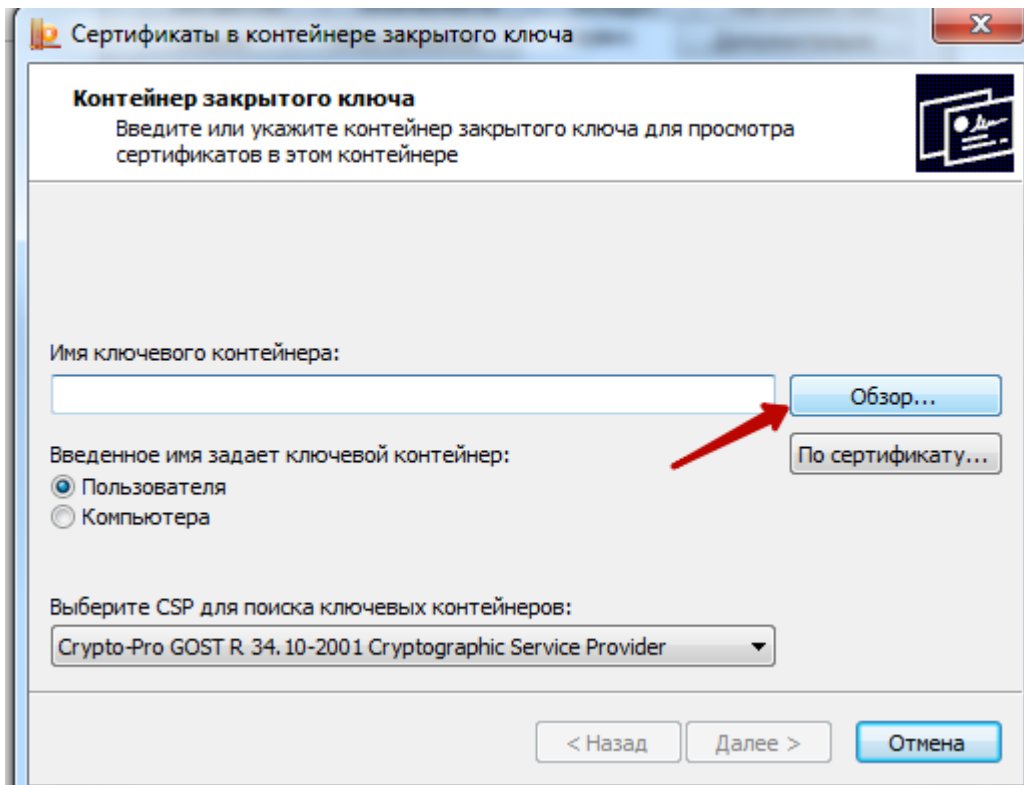 Сертификаты в контейнере закрытого ключа
Контейнер закрытого ключа
Введите или укажите контейнер закрытого ключа для просмотра
сертификатов в этом контейнере
Имя ключевого контейнера:
Обзор...
Введенное имя задает ключевой контейнер:
По сертификату...
Пользователя
Компьютера
Выберите CSP для поиска ключевых контейнеров:
Crypto-Pro GOST R 34.10-2001 Cryptographic Service Provider
< Назад
Далее >
Отмена